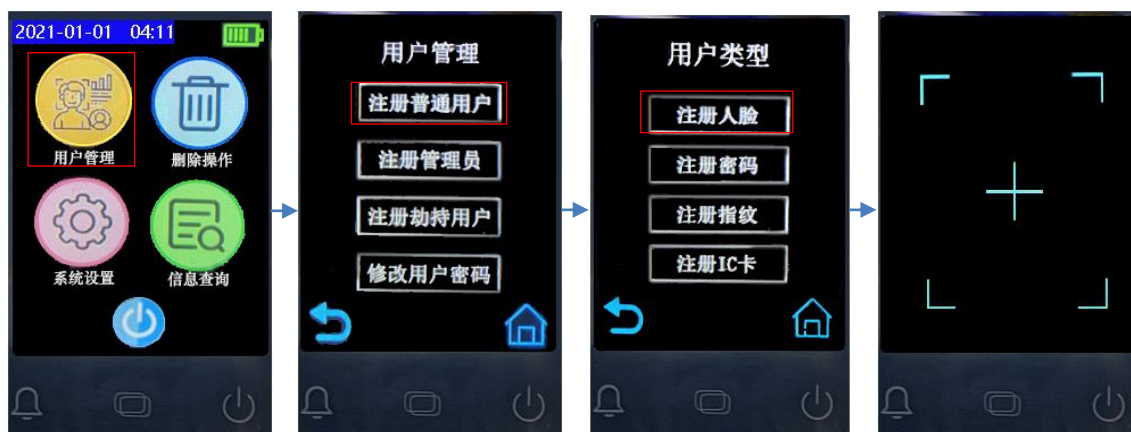 2021-01-01 04:11
用户管理
删除操作
系统设置
信息查询
用户管理
注册普通用户
注册管理员
注册劫持用户
修改用户密码
用户类型
注册人脸
注册密码
注册指纹
注册IC卡